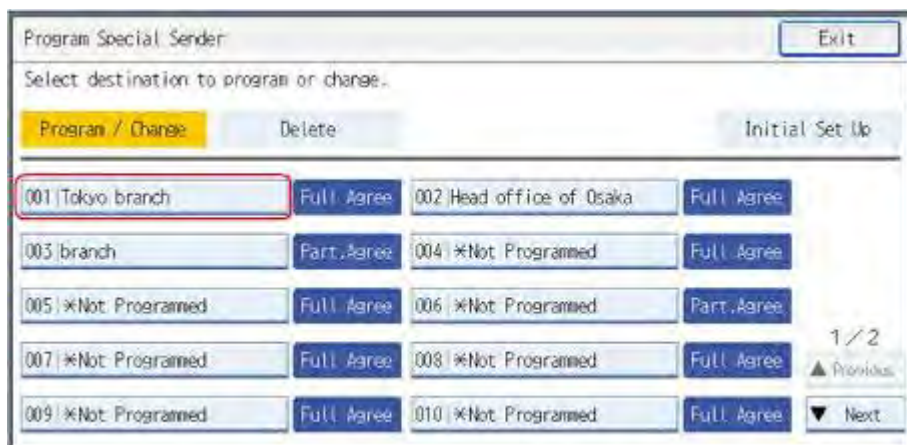 Program Special Sender Exit
Select destination to program or change.
Program / Change Delete Initial Set Up
001 Tokyo branch Full Agree 002 Head office of Osaka Full Agree
003 branch Part.Agree 004 *Not Programmed Full Agree
005 *Not Programmed Full Agree 006 *Not Programmed Part.Agree
1/2
007 *Not Programmed Full Agree 008 *Not Programmed Full Agree ▲ Previous
009 *Not Programmed Full Agree 010 *Not Programmed Full Agree ▼ Next